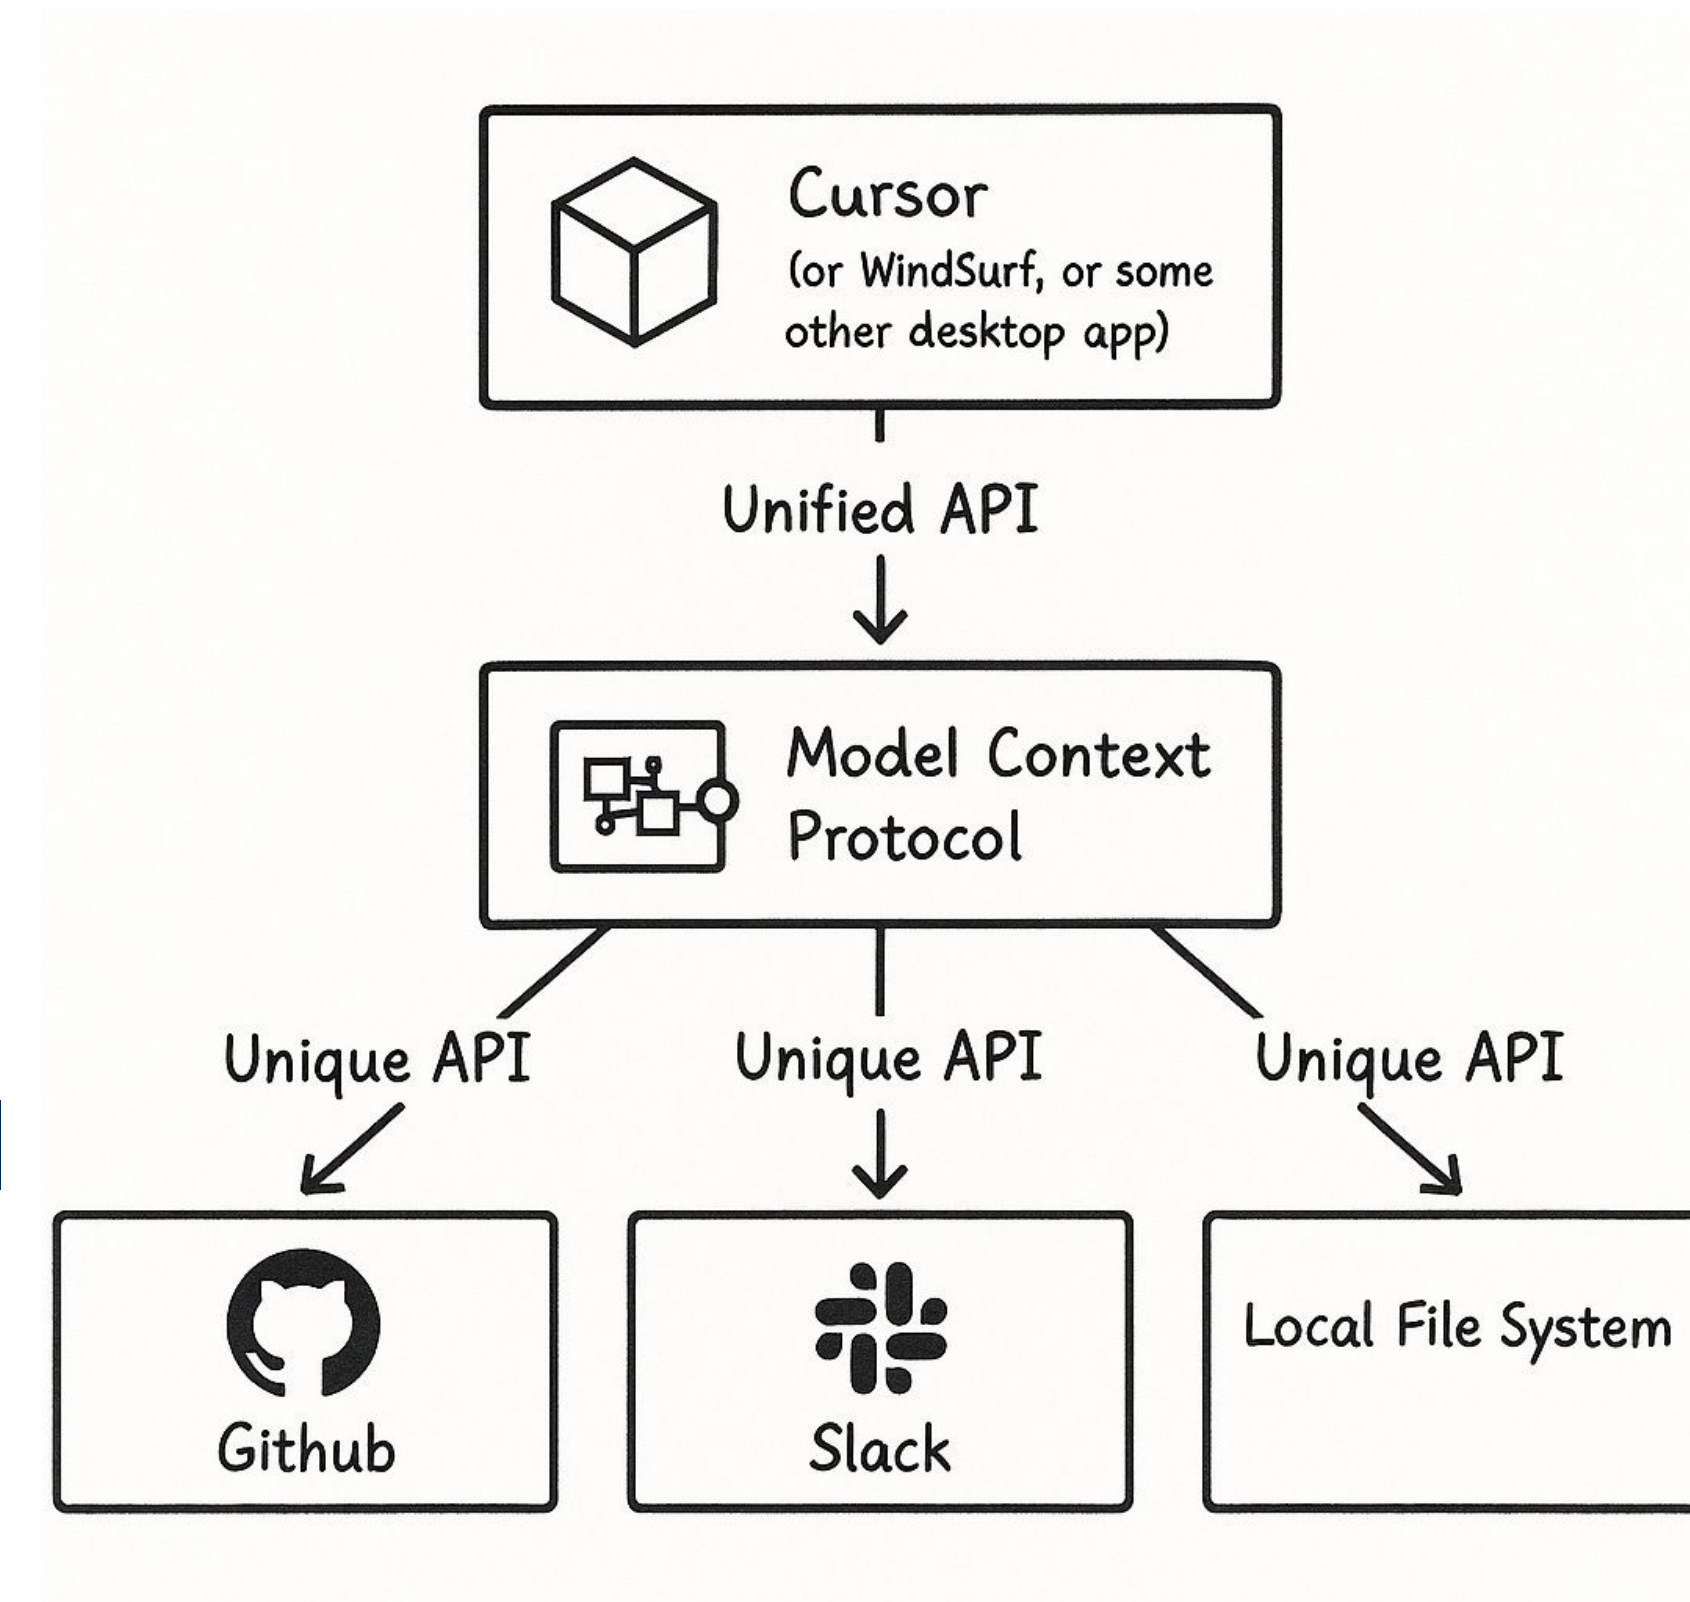 Cursor
(or WindSurf, or some
other desktop app)
Unified API
Model Context
Protocol
Unique API
Unique API
Unique API
Github
Slack
Local File System